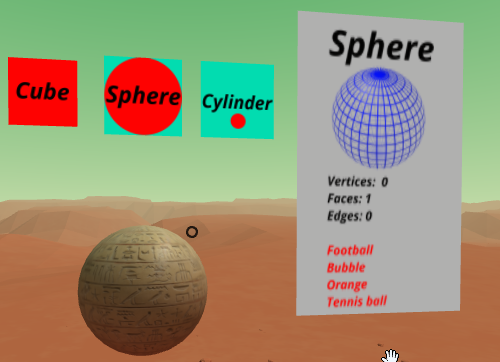 Cube
Sphere
Cylinder
Sphere
Vertices: 0
Faces: 1
Edges: 0
Football
Bubble
Orange
Tennis ball